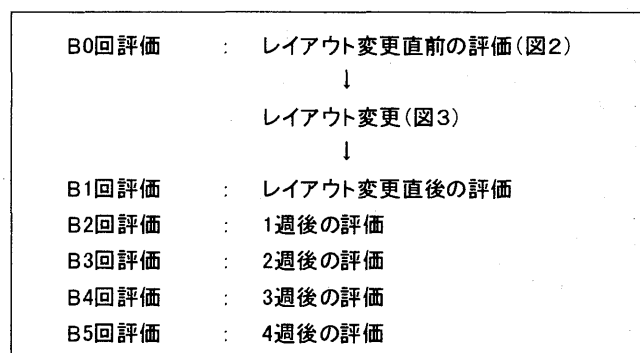 B0回評価 : レイアウト変更直前の評価(図2)
↓
レイアウト変更(図3)
↓
B1回評価 : レイアウト変更直後の評価
B2回評価 : 1週後の評価
B3回評価 : 2週後の評価
B4回評価 : 3週後の評価
B5回評価 : 4週後の評価